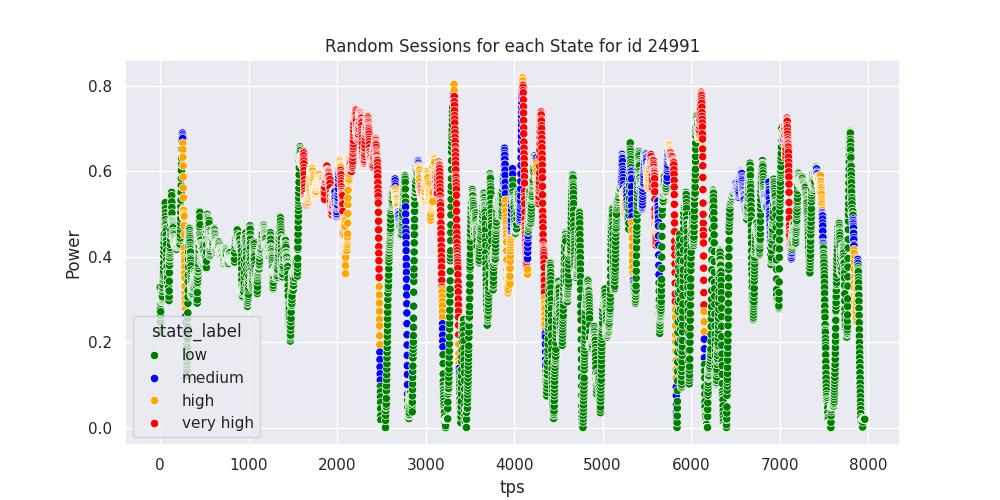 Random Sessions for each State for id 24991
Power
0.8
0.6
0.4
0.2
0.0
state_label
low
medium
high
very high
0 1000 2000 3000 4000 5000 6000 7000 8000
tps